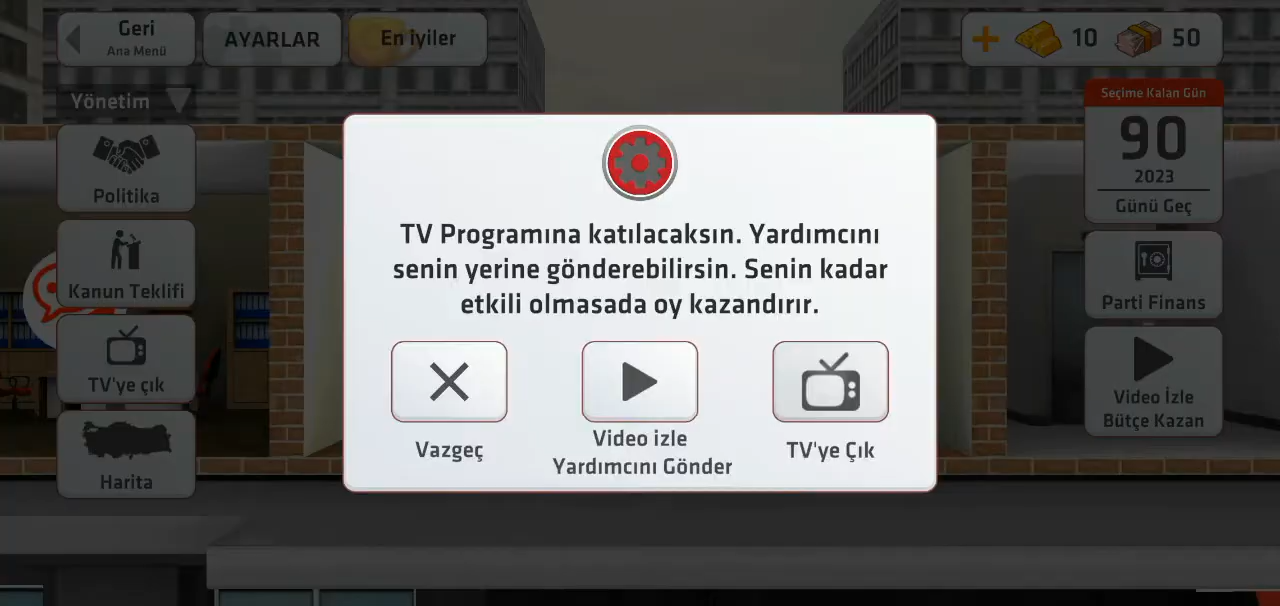 Geri
Ana Menü
AYARLAR
En iyiler
10
50
Yönetim
Seçime Kalan Gün
90
2023
Günü Geç
Politika
Kanun Teklifi
TV'ye çık
Harita
Parti Finans
Video İzle
Bütçe Kazan
TV Programına katılacaksın. Yardımcını
senin yerine gönderebilirsin. Senin kadar
etkili olmasada oy kazandırır.
Vazgeç
Video izle
Yardımcını Gönder
TV'ye Çık